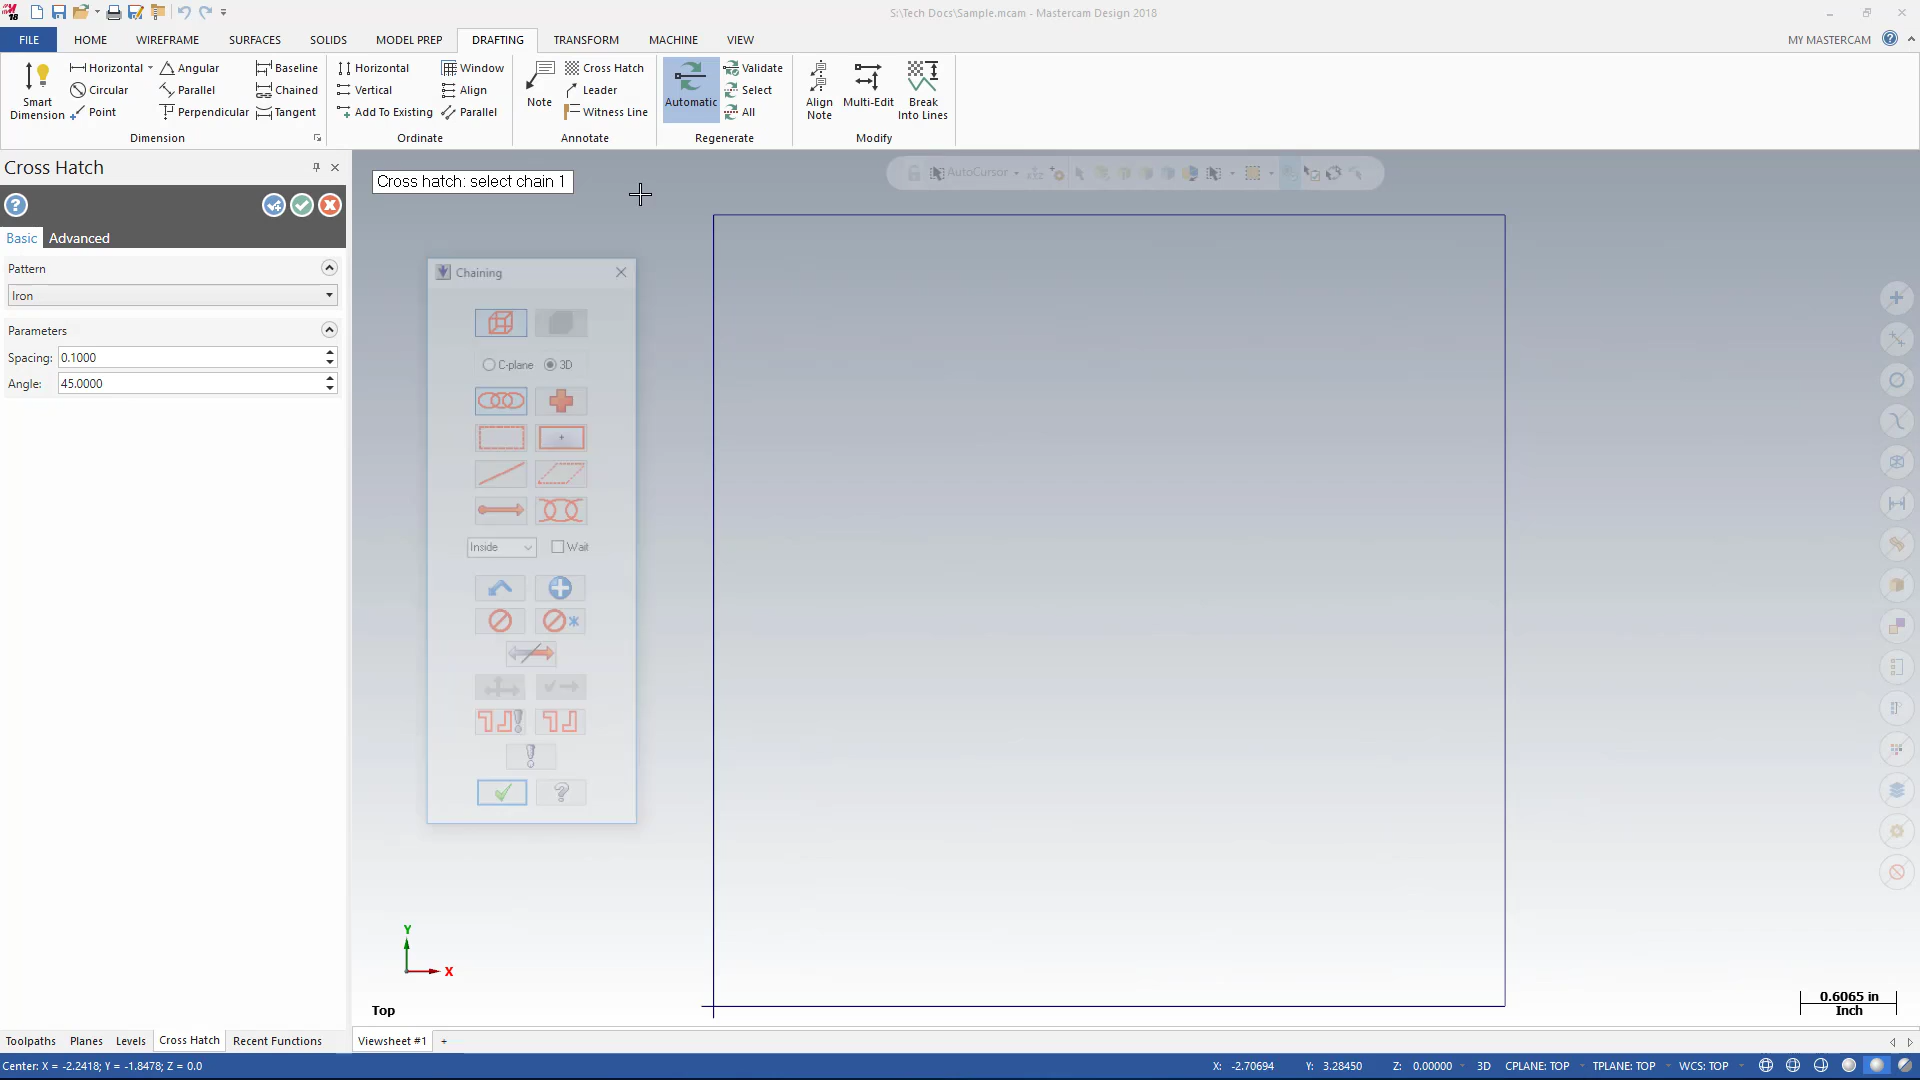 S:\Tech Docs\Sample.mcam - Mastercam Design 2018
FILE HOME WIREFRAME SURFACES SOLIDS MODEL PREP DRAFTING TRANSFORM MACHINE VIEW MY MASTERCAM
Smart Dimension
Horizontal Angular Baseline
Circular Parallel Chained
Point Perpendicular Tangent
Dimension
Horizontal Window
Vertical Align
Add To Existing Parallel
Ordinate
Note
Cross Hatch
Leader
Witness Line
Annotate
Automatic
Validate
Select
All
Regenerate
Align Note
Multi-Edit
Break Into Lines
Modify
Cross Hatch
Basic Advanced
Pattern
Iron
Parameters
Spacing: 0.1000
Angle: 45.0000
Cross hatch: select chain 1
AutoCursor
Chaining
C-plane 3D
Inside Wait
Y
X
Top
0.6065 in
Inch
Toolpaths Planes Levels Cross Hatch Recent Functions
Viewsheet #1 +
Center: X = -2.2418; Y = -1.8478; Z = 0.0
X: -2.70694 Y: 3.28450 Z: 0.00000 3D CPLANE: TOP TPLANE: TOP WCS: TOP